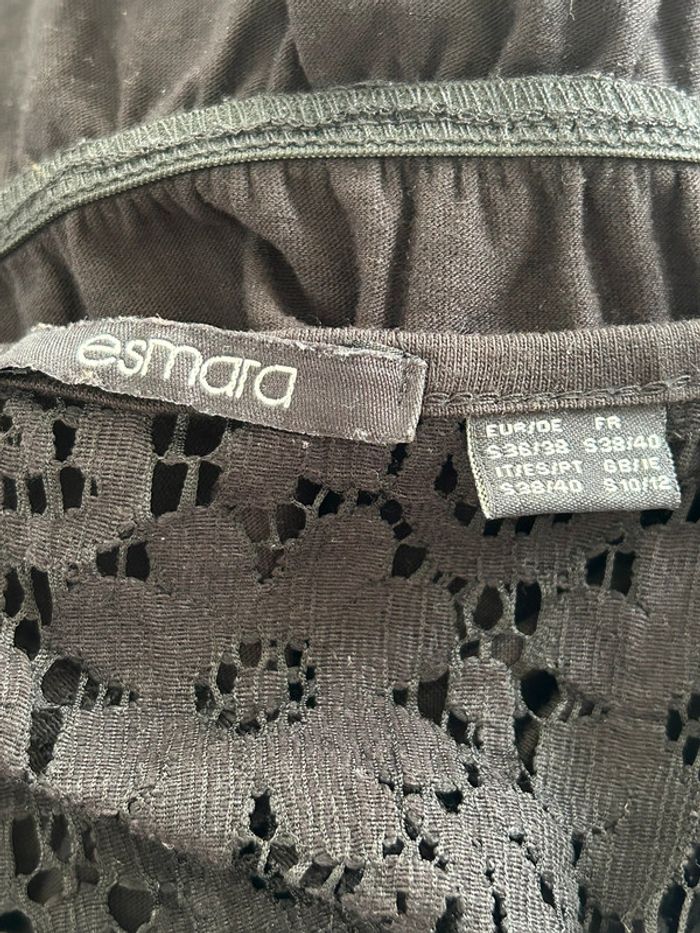 esmara
EUR/DE FR
S36/38 S38/40
IT/ES/PT GB/IE
S38/40 S10/12